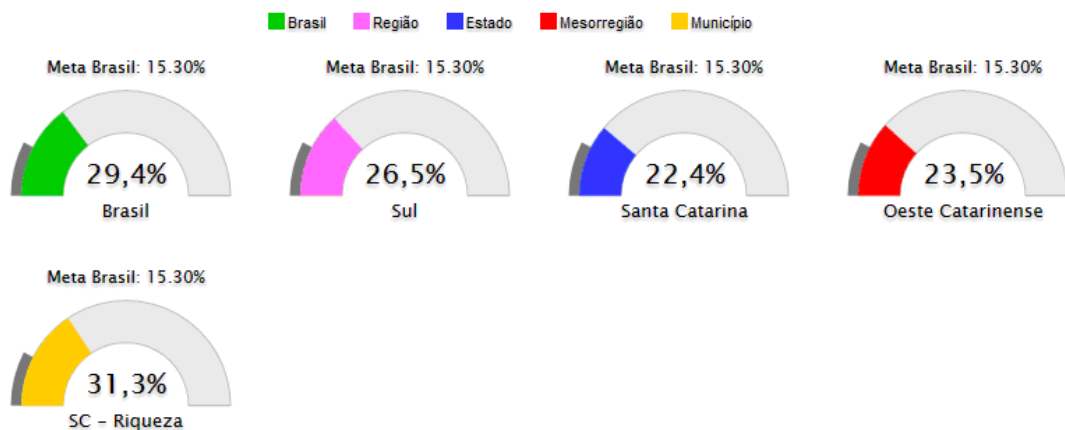 Brasil Região Estado Mesorregião Município
Meta Brasil: 15.30% Meta Brasil: 15.30% Meta Brasil: 15.30% Meta Brasil: 15.30%
29,4% 26,5% 22,4% 23,5%
Brasil Sul Santa Catarina Oeste Catarinense
Meta Brasil: 15.30%
31,3%
SC - Riqueza